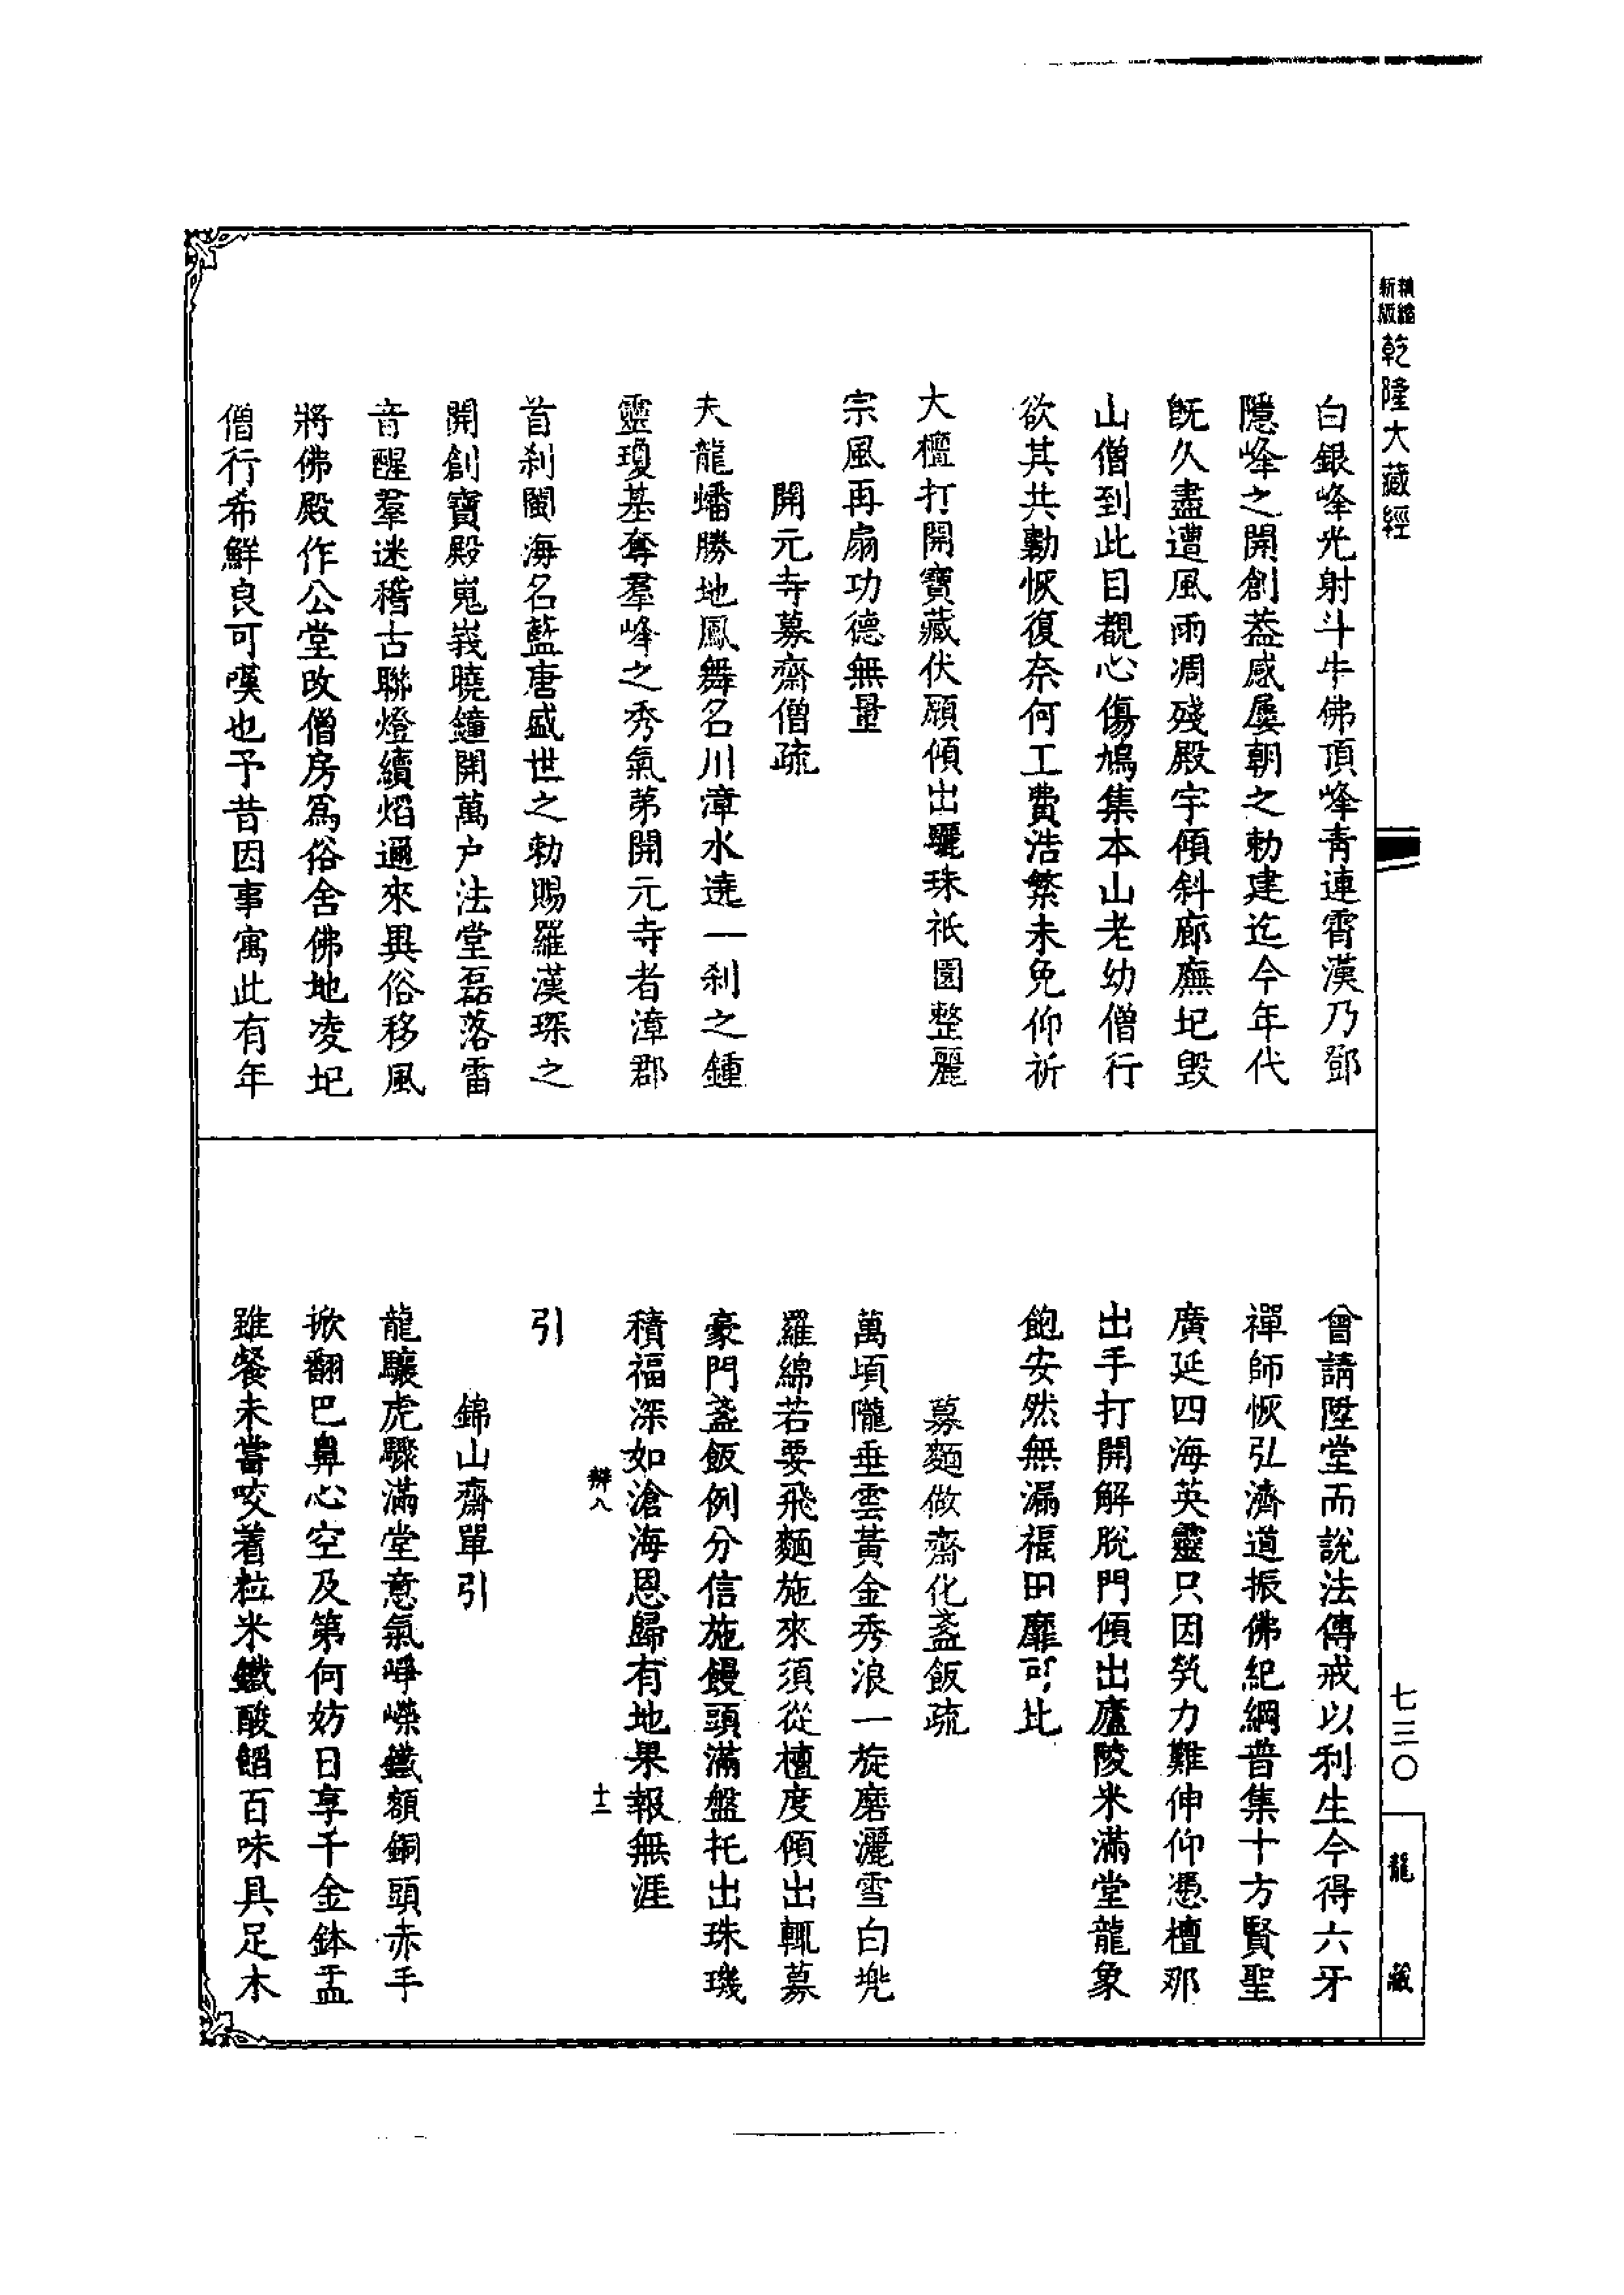 精縮
新版
乾隆大藏經
白銀峰光射斗牛佛頂峰青連霄漢乃鄧
隱峰之開創葢感屢朝之勅建迄今年代
旣久盡遭風雨凋殘殿宇傾斜廊廡圮毀
山僧到此目覩心傷鳩集本山老幼僧行
欲其共勷恢復奈何工費浩繁未免仰祈
大檀打開寶藏伏願傾出驪珠祇園整麗
宗風再扇功德無量
開元寺募齋僧疏
夫龍蟠勝地鳳舞名川漳水遶一刹之鍾
靈瓊基奪羣峰之秀氣苐開元寺者漳郡
首刹閩海名藍唐盛世之勅賜羅漢琛之
開創寶殿嵬峩曉鐘開萬户法堂磊落雷
音醒羣迷稽古聯燈續焰邇來異俗移風
將佛殿作公堂改僧房爲俗舍佛地凌圮
僧行希鮮良可嘆也予昔因事寓此有年
曾請陞堂而說法傳戒以利生今得六牙
禪師恢弘濟道振佛紀綱普集十方賢聖
廣延四海英靈只因㷀力難伸仰憑檀那
出手打開解脫門傾出廬陵米滿堂龍象
飽安然無漏福田靡可比
募麵做齋化盞飯疏
萬頃隴垂雲黃金秀浪一旋磨灑雪白兠
羅綿若要飛麵施來須從檀度傾出輒募
豪門盞飯例分信施饅頭滿盤托出珠璣
積福深如滄海恩歸有地果報無涯
辯八
十二
引
錦山齋單引
龍驤虎驟滿堂意氣崢嶸鐵額銅頭赤手
掀翻巴鼻心空及第何妨日享千金鉢盂
雖餐未嘗咬着粒米鐵酸餡百味具足木
七三〇
龍藏